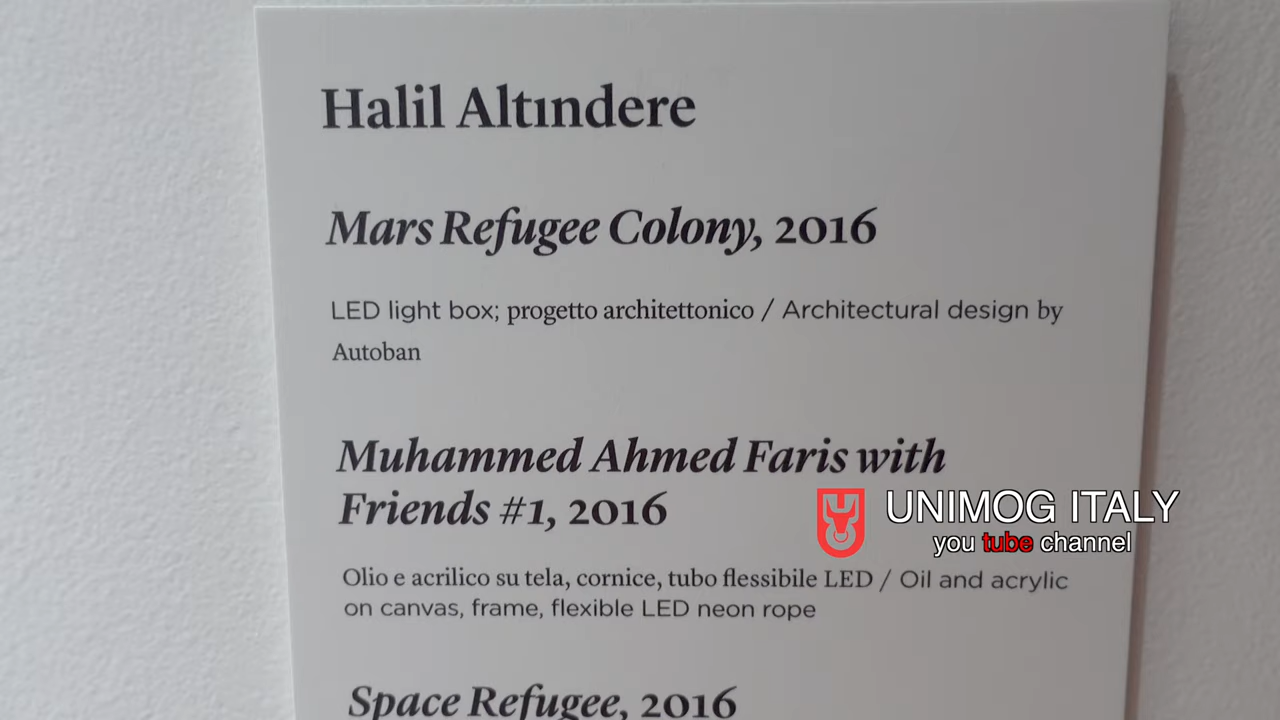 Halil Altındere
Mars Refugee Colony, 2016
LED light box; progetto architettonico / Architectural design by
Autoban
Muhammed Ahmed Faris with
Friends #1, 2016
UNIMOG ITALY
you tube channel
Olio e acrilico su tela, cornice, tubo flessibile LED / Oil and acrylic
on canvas, frame, flexible LED neon rope
Space Refugee, 2016